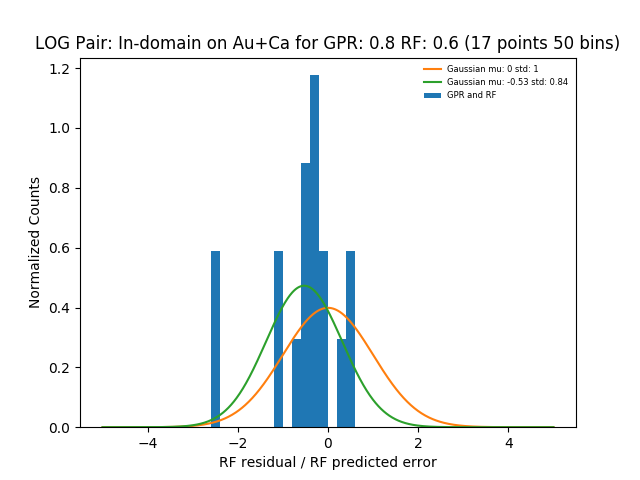 LOG Pair: In-domain on Au+Ca for GPR: 0.8 RF: 0.6 (17 points 50 bins)
Gaussian mu: 0 std: 1
Gaussian mu: -0.53 std: 0.84
GPR and RF
Normalized Counts
1.2
1.0
0.8
0.6
0.4
0.2
0.0
−4 −2 0 2 4
RF residual / RF predicted error